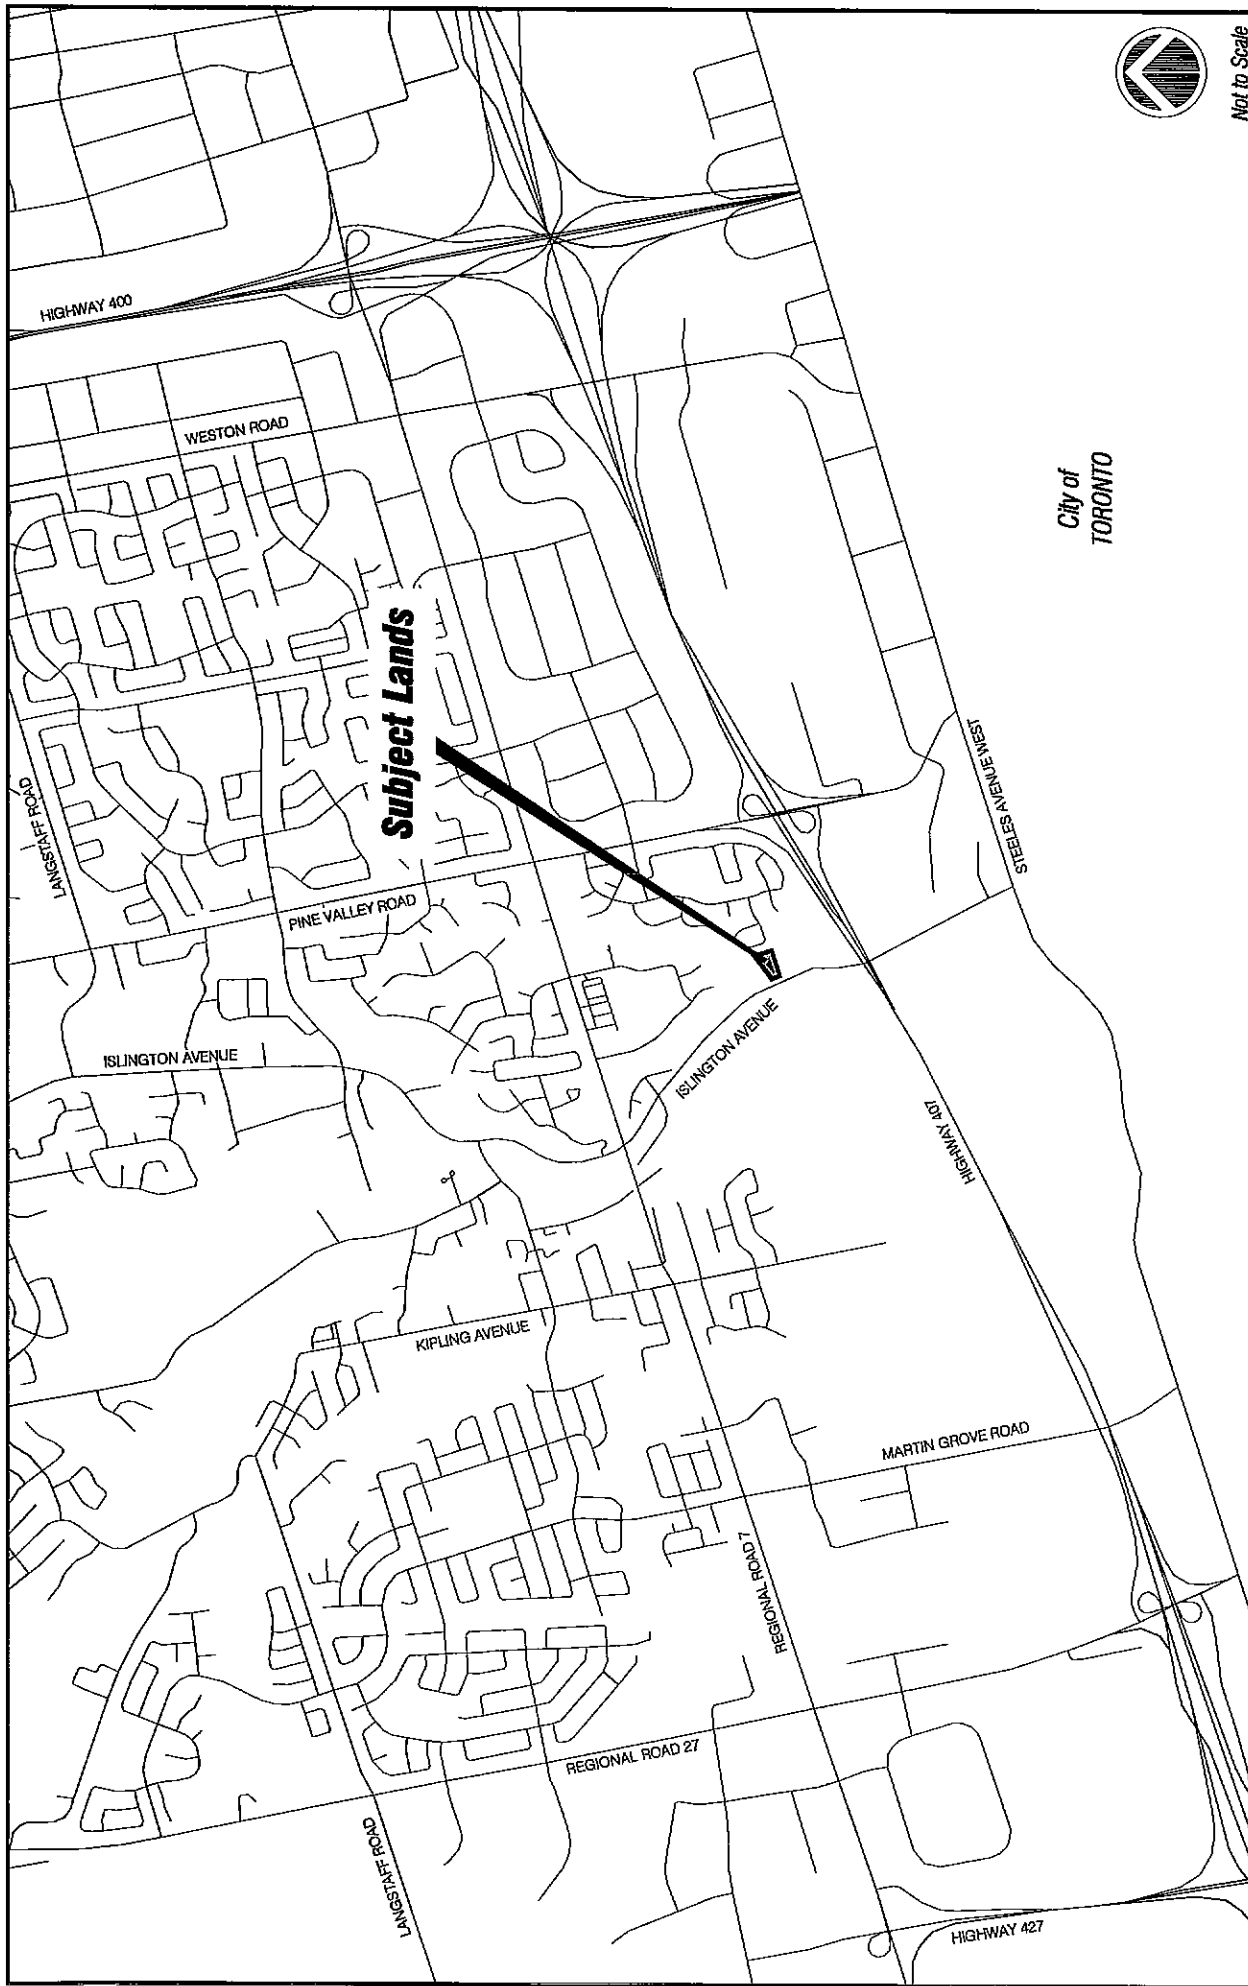 Not to Scale
HIGHWAY 400
WESTON ROAD
City of
TORONTO
Subject Lands
LANGSTAFF ROAD
PINE VALLEY ROAD
STEELES AVENUE WEST
ISLINGTON AVENUE
ISLINGTON AVENUE
HIGHWAY 407
KIPLING AVENUE
MARTIN GROVE ROAD
REGIONAL ROAD 7
REGIONAL ROAD 27
LANGSTAFF ROAD
HIGHWAY 427